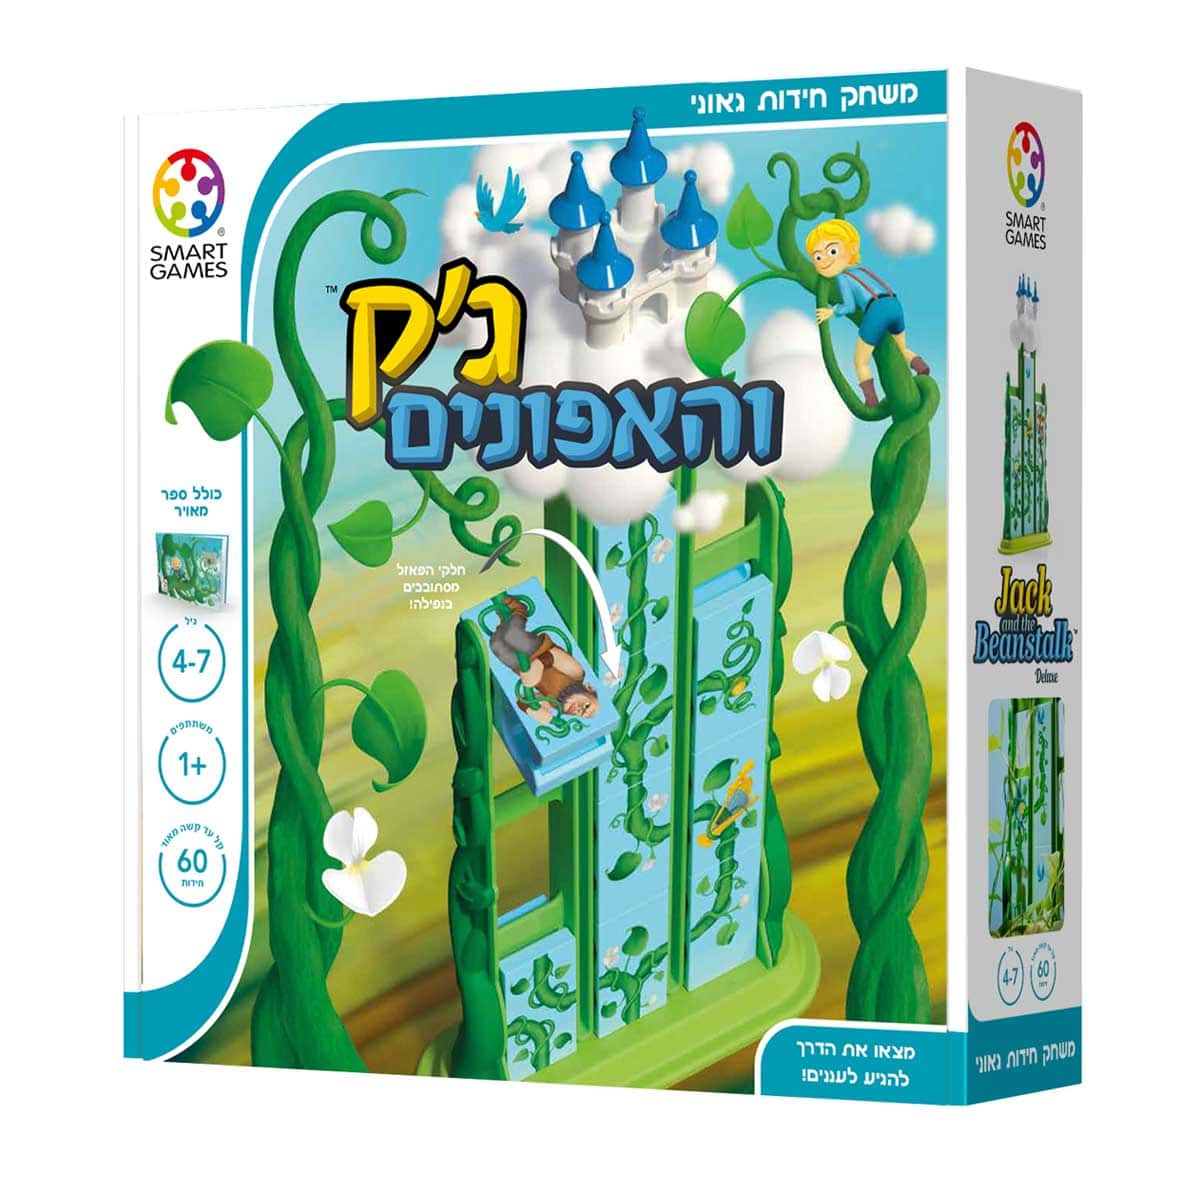 משחק חידות גאוני
SMART
GAMES
®
ג'ק
™
והאפונים
כולל ספר
מאויר
גיל
4-7
משתתפים
1+
קל עד קשה מאוד
60
חידות
חלקי הפאזל
מסתובבים
בנפילה!
מצאו את הדרך
להגיע לעננים!
SMART
GAMES
®
Jack
and the
Beanstalk™
Deluxe
גיל
4-7
60
חידות
משחק חידות גאוני